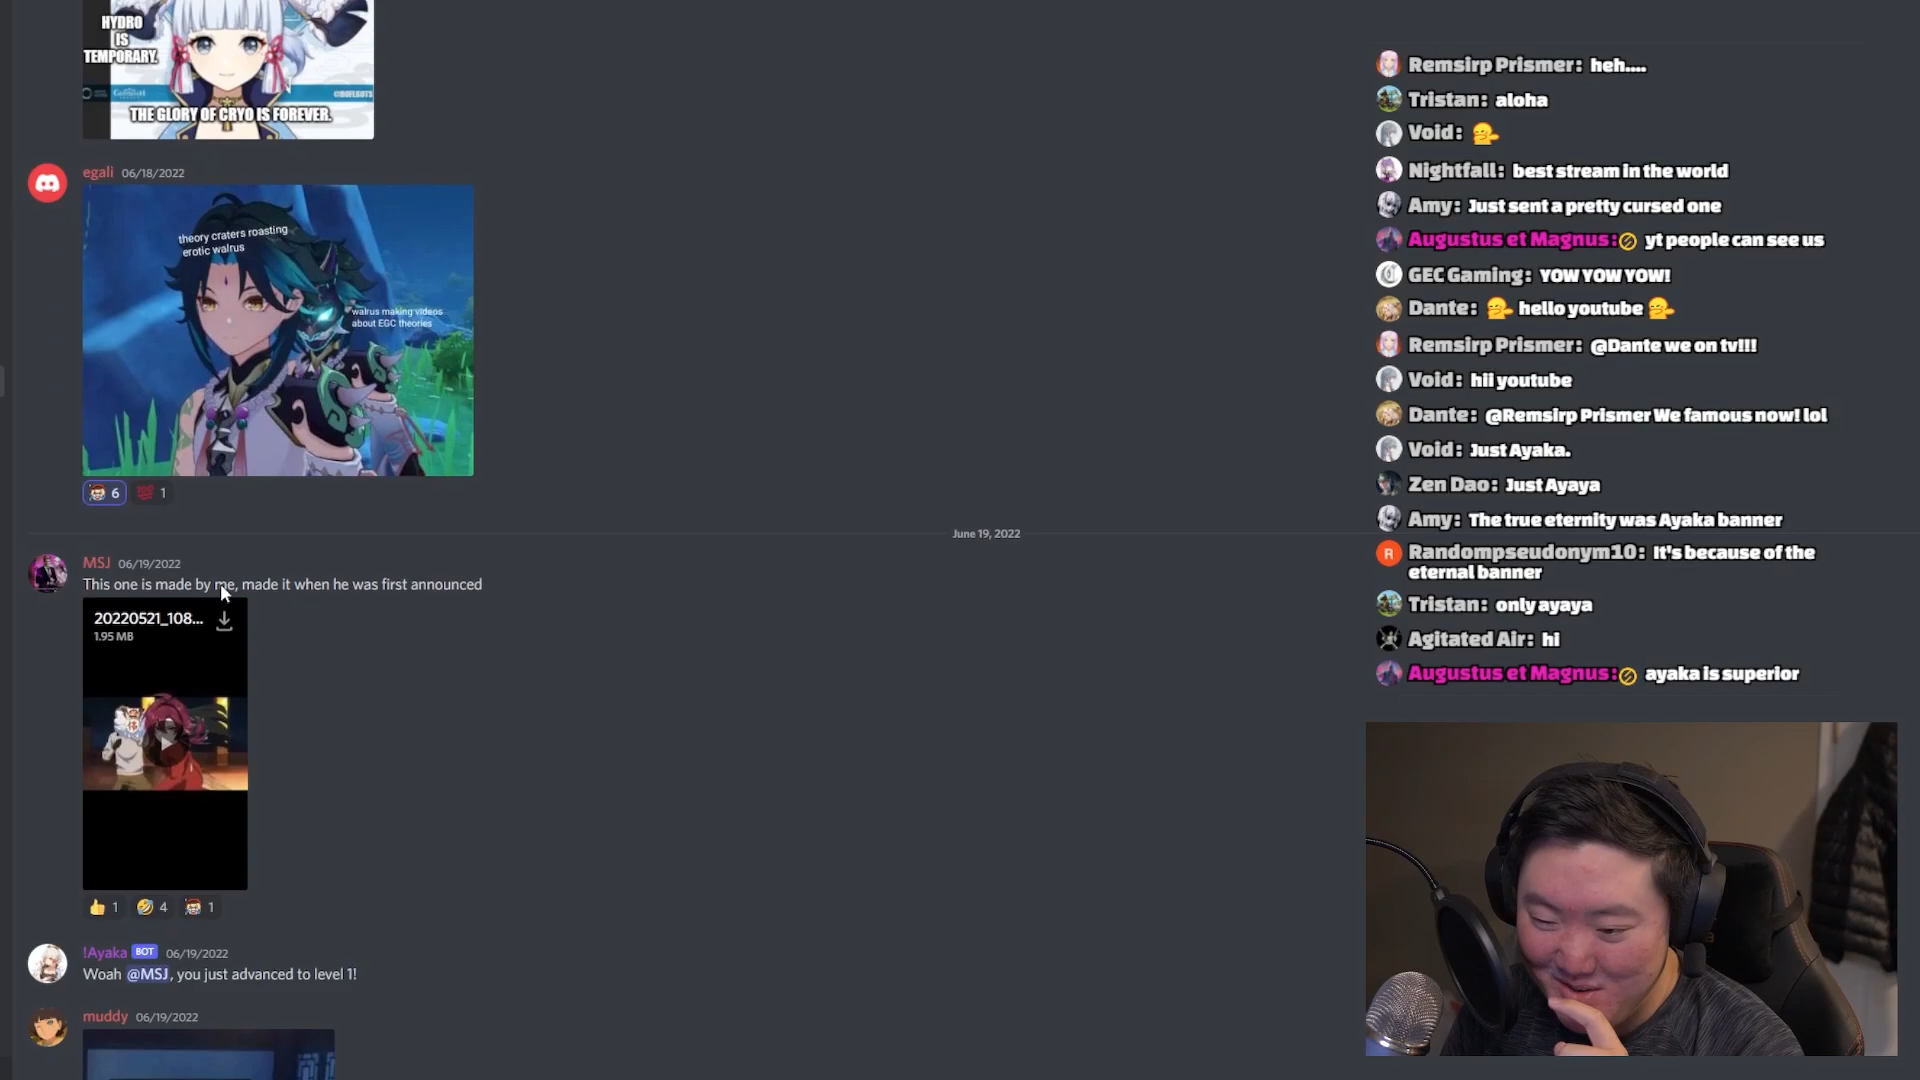 HYDRO
IS
TEMPORARY.
Genshin
@ROFLBOTS
THE GLORY OF CRYO IS FOREVER.
egali 06/18/2022
theory craters roasting
erotic walrus
walrus making videos
about EGC theories
6 1
June 19, 2022
MSJ 06/19/2022
This one is made by me, made it when he was first announced
20220521_108...
1.95 MB
1 4 1
!Ayaka BOT 06/19/2022
Woah @MSJ, you just advanced to level 1!
muddy 06/19/2022
Remsirp Prismer: heh....
Tristan: aloha
Void:
Nightfall: best stream in the world
Amy: Just sent a pretty cursed one
Augustus et Magnus: yt people can see us
GEC Gaming: YOW YOW YOW!
Dante: hello youtube
Remsirp Prismer: @Dante we on tv!!!
Void: hii youtube
Dante: @Remsirp Prismer We famous now! lol
Void: Just Ayaka.
Zen Dao: Just Ayaya
Amy: The true eternity was Ayaka banner
R
Randompseudonym10: It's because of the
eternal banner
Tristan: only ayaya
Agitated Air: hi
Augustus et Magnus: ayaka is superior